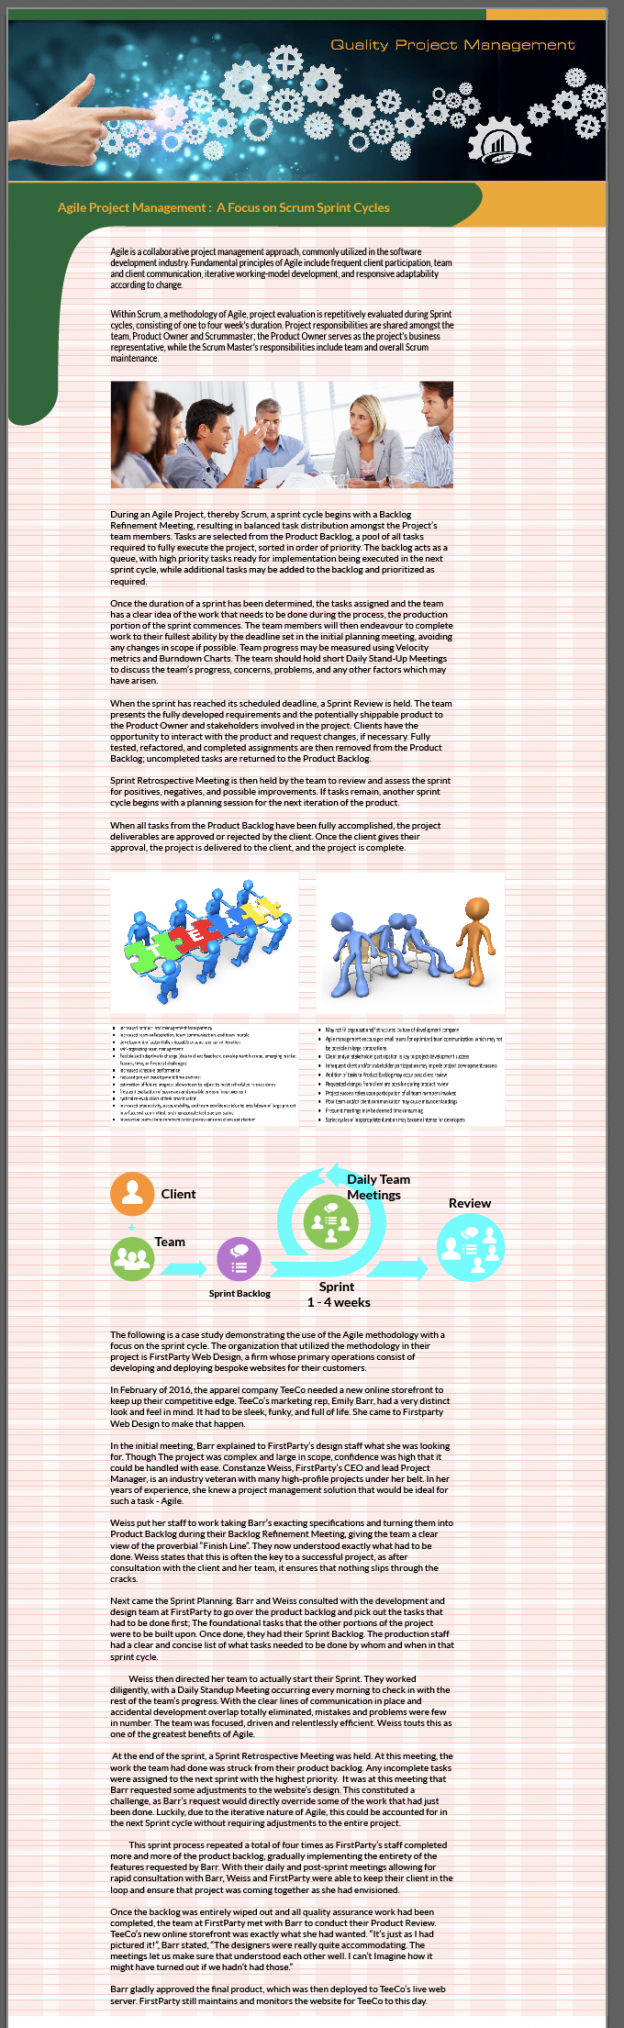 Quality Project Management
Agile Project Management : A Focus on Scrum Sprint Cycles
Agile is a collaborative project management approach, commonly utilized in the software
development industry. Fundamental principles of Agile include frequent client participation, team
and client communication, iterative working-model development, and responsive adaptability
according to change.
Within Scrum, a methodology of Agile, project evaluation is repetitively evaluated during Sprint
cycles, consisting of one to four week's duration. Project responsibilities are shared amongst the
team, Product Owner and Scrummaster; the Product Owner serves as the project's business
representative, while the Scrum Master's responsibilities include team and overall Scrum
maintenance.
During an Agile Project, thereby Scrum, a sprint cycle begins with a Backlog
Refinement Meeting, resulting in balanced task distribution amongst the Project's
team members. Tasks are selected from the Product Backlog, a pool of all tasks
required to fully execute the project, sorted in order of priority. The backlog acts as a
queue, with high priority tasks ready for implementation being executed in the next
sprint cycle, while additional tasks may be added to the backlog and prioritized as
required.
Once the duration of a sprint has been determined, the tasks assigned and the team
has a clear idea of the work that needs to be done during the process, the production
portion of the sprint commences. The team members will then endeavour to complete
work to their fullest ability by the deadline set in the initial planning meeting, avoiding
any changes in scope if possible. Team progress may be measured using Velocity
metrics and Burndown Charts. The team should hold short Daily Stand-Up Meetings
to discuss the team's progress, concerns, problems, and any other factors which may
have arisen.
When the sprint has reached its scheduled deadline, a Sprint Review is held. The team
presents the fully developed requirements and the potentially shippable product to
the Product Owner and stakeholders involved in the project. Clients have the
opportunity to interact with the product and request changes, if necessary. Fully
tested, refactored, and completed assignments are then removed from the Product
Backlog; uncompleted tasks are returned to the Product Backlog.
Sprint Retrospective Meeting is then held by the team to review and assess the sprint
for positives, negatives, and possible improvements. If tasks remain, another sprint
cycle begins with a planning session for the next iteration of the product.
When all tasks from the Product Backlog have been fully accomplished, the project
deliverables are approved or rejected by the client. Once the client gives their
approval, the project is delivered to the client, and the project is complete.
T E A M
Client
+
Team
Sprint Backlog
Daily Team
Meetings
Sprint
1 - 4 weeks
Review
The following is a case study demonstrating the use of the Agile methodology with a
focus on the sprint cycle. The organization that utilized the methodology in their
project is FirstParty Web Design, a firm whose primary operations consist of
developing and deploying bespoke websites for their customers.
In February of 2016, the apparel company TeeCo needed a new online storefront to
keep up their competitive edge. TeeCo's marketing rep, Emily Barr, had a very distinct
look and feel in mind. It had to be sleek, funky, and full of life. She came to Firstparty
Web Design to make that happen.
In the initial meeting, Barr explained to FirstParty's design staff what she was looking
for. Though The project was complex and large in scope, confidence was high that it
could be handled with ease. Constanze Weiss, FirstParty's CEO and lead Project
Manager, is an industry veteran with many high-profile projects under her belt. In her
years of experience, she knew a project management solution that would be ideal for
such a task - Agile.
Weiss put her staff to work taking Barr's exacting specifications and turning them into
Product Backlog during their Backlog Refinement Meeting, giving the team a clear
view of the proverbial "Finish Line". They now understood exactly what had to be
done. Weiss states that this is often the key to a successful project, as after
consultation with the client and her team, it ensures that nothing slips through the
cracks.
Next came the Sprint Planning. Barr and Weiss consulted with the development and
design team at FirstParty to go over the product backlog and pick out the tasks that
had to be done first; The foundational tasks that the other portions of the project
were to be built upon. Once done, they had their Sprint Backlog. The production staff
had a clear and concise list of what tasks needed to be done by whom and when in that
sprint cycle.
Weiss then directed her team to actually start their Sprint. They worked
diligently, with a Daily Standup Meeting occurring every morning to check in with the
rest of the team's progress. With the clear lines of communication in place and
accidental development overlap totally eliminated, mistakes and problems were few
in number. The team was focused, driven and relentlessly efficient. Weiss touts this as
one of the greatest benefits of Agile.
At the end of the sprint, a Sprint Retrospective Meeting was held. At this meeting, the
work the team had done was struck from their product backlog. Any incomplete tasks
were assigned to the next sprint with the highest priority. It was at this meeting that
Barr requested some adjustments to the website's design. This constituted a
challenge, as Barr's request would directly override some of the work that had just
been done. Luckily, due to the iterative nature of Agile, this could be accounted for in
the next Sprint cycle without requiring adjustments to the entire project.
This sprint process repeated a total of four times as FirstParty's staff completed
more and more of the product backlog, gradually implementing the entirety of the
features requested by Barr. With their daily and post-sprint meetings allowing for
rapid consultation with Barr, Weiss and FirstParty were able to keep their client in the
loop and ensure that project was coming together as she had envisioned.
Once the backlog was entirely wiped out and all quality assurance work had been
completed, the team at FirstParty met with Barr to conduct their Product Review.
TeeCo's new online storefront was exactly what she had wanted. "It's just as I had
pictured it!", Barr stated, "The designers were really quite accommodating. The
meetings let us make sure that understood each other well. I can't Imagine how it
might have turned out if we hadn't had those."
Barr gladly approved the final product, which was then deployed to TeeCo's live web
server. FirstParty still maintains and monitors the website for TeeCo to this day.